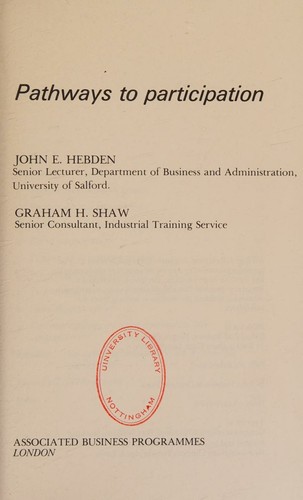 Pathways to participation
JOHN E. HEBDEN
Senior Lecturer, Department of Business and Administration,
University of Salford.
GRAHAM H. SHAW
Senior Consultant, Industrial Training Service
UNIVERSITY LIBRARY
NOTTINGHAM
ASSOCIATED BUSINESS PROGRAMMES
LONDON